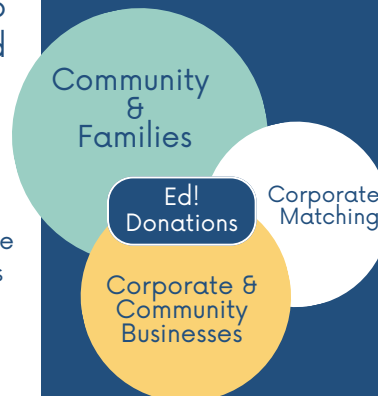 Community
&
Families
Ed!
Donations
Corporate
Matching
Corporate &
Community
Businesses